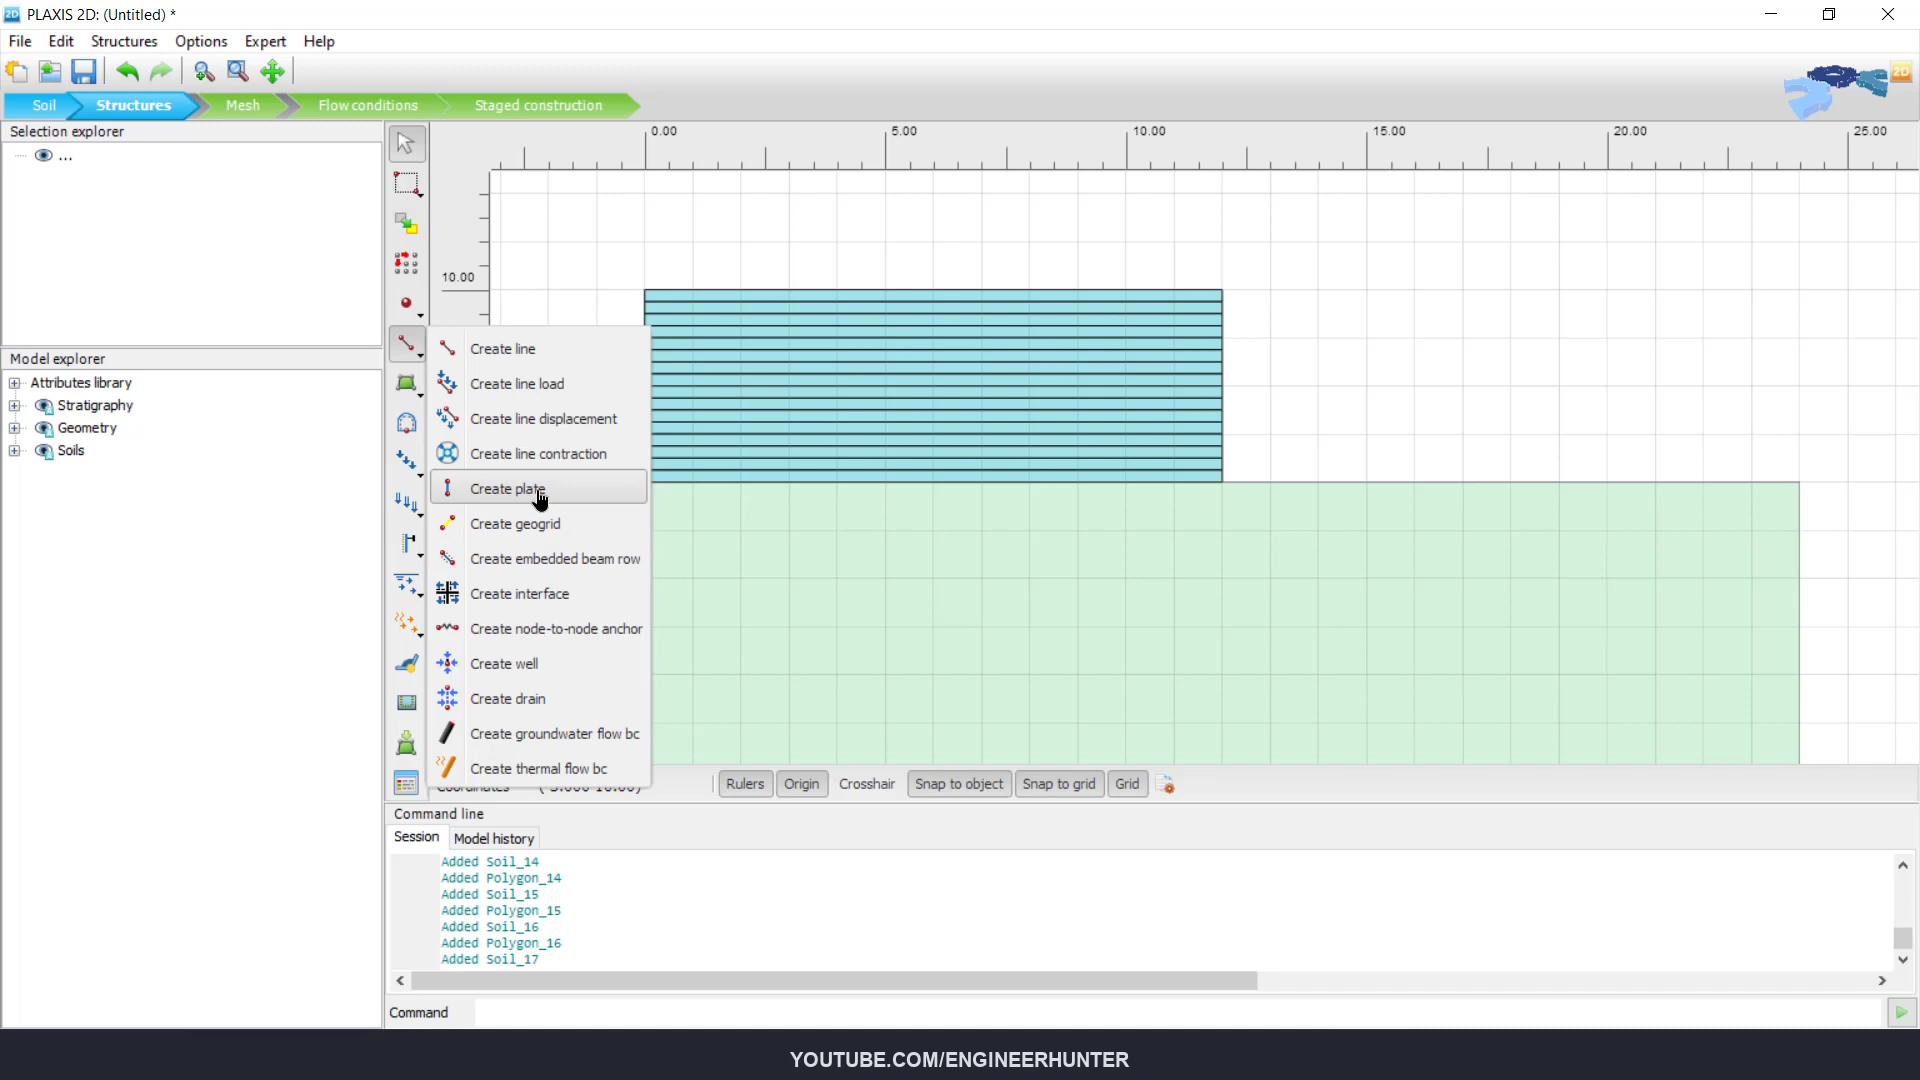 2D PLAXIS 2D: (Untitled) *
File Edit Structures Options Expert Help
2D
Soil Structures Mesh Flow conditions Staged construction
Selection explorer
...
0.00 5.00 10.00 15.00 20.00 25.00
10.00
Model explorer
Attributes library
Stratigraphy
Geometry
Soils
Create line
Create line load
Create line displacement
Create line contraction
Create plate
Create geogrid
Create embedded beam row
Create interface
Create node-to-node anchor
Create well
Create drain
Create groundwater flow bc
Create thermal flow bc
Rulers Origin Crosshair Snap to object Snap to grid Grid
Command line
Session Model history
Added Soil_14
Added Polygon_14
Added Soil_15
Added Polygon_15
Added Soil_16
Added Polygon_16
Added Soil_17
Command
YOUTUBE.COM/ENGINEERHUNTER